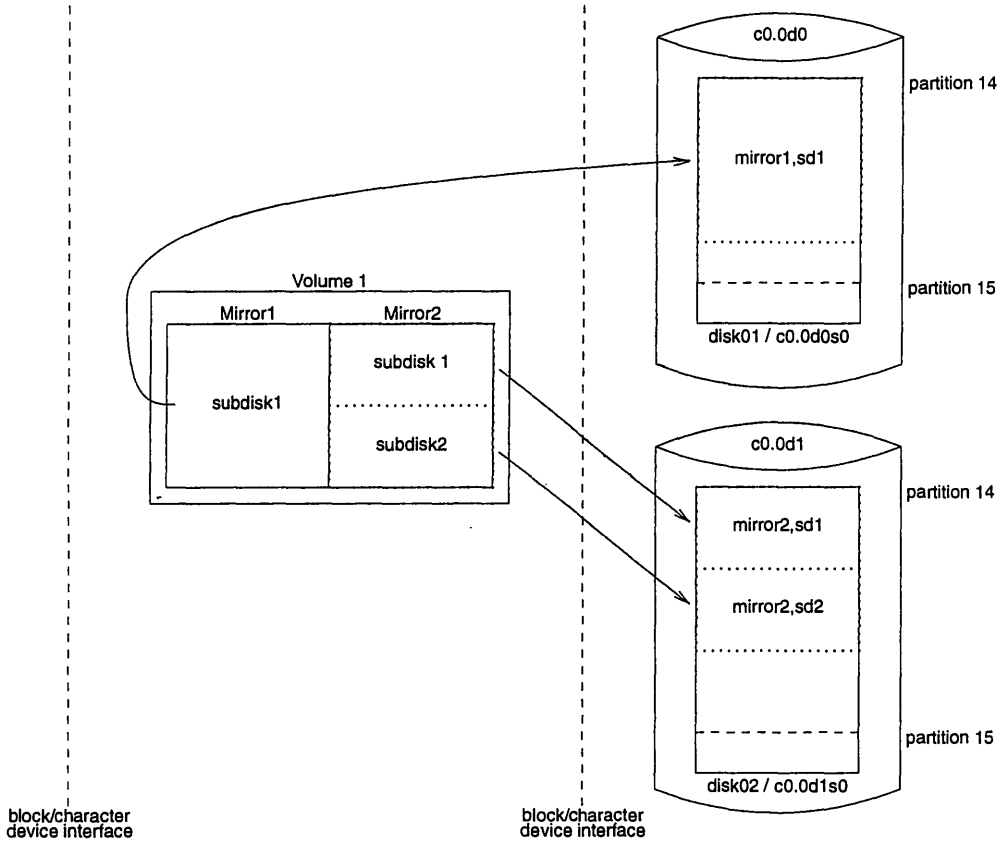 c0.0d0
partition 14
mirror1,sd1
partition 15
disk01 / c0.0d0s0
Volume 1
Mirror1
Mirror2
subdisk1
subdisk 1
subdisk2
c0.0d1
partition 14
mirror2,sd1
mirror2,sd2
partition 15
disk02 / c0.0d1s0
block/character
device interface
block/character
device interface